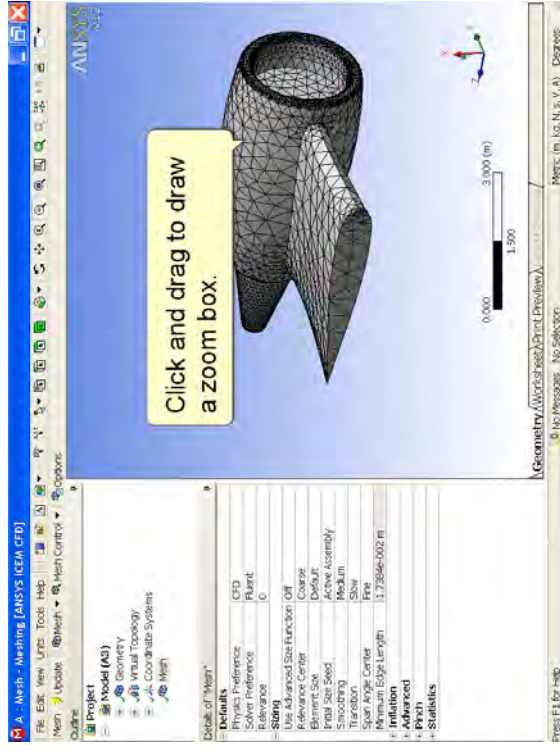 A : Mesh - Meshing [ANSYS ICEM CFD]
File Edit View Units Tools Help
Mesh Update Mesh Mesh Control Options
Outline
Project
Model (A3)
Geometry
Virtual Topology
Coordinate Systems
Mesh
Details of "Mesh"
Defaults
Physics Preference CFD
Solver Preference Fluent
Relevance 0
Sizing
Use Advanced Size Function Off
Relevance Center Coarse
Element Size Default
Initial Size Seed Active Assembly
Smoothing Medium
Transition Slow
Span Angle Center Fine
Minimum Edge Length 1.7384e-002 m
Inflation
Advanced
Pinch
Statistics
ANSYS
v12
Click and drag to draw
a zoom box.
0.000 3.000 (m)
1.500
X
Z
Geometry Worksheet Print Preview
F1 for Help No Messages No Selection Metric (m, kg, N, s, V, A) Degrees